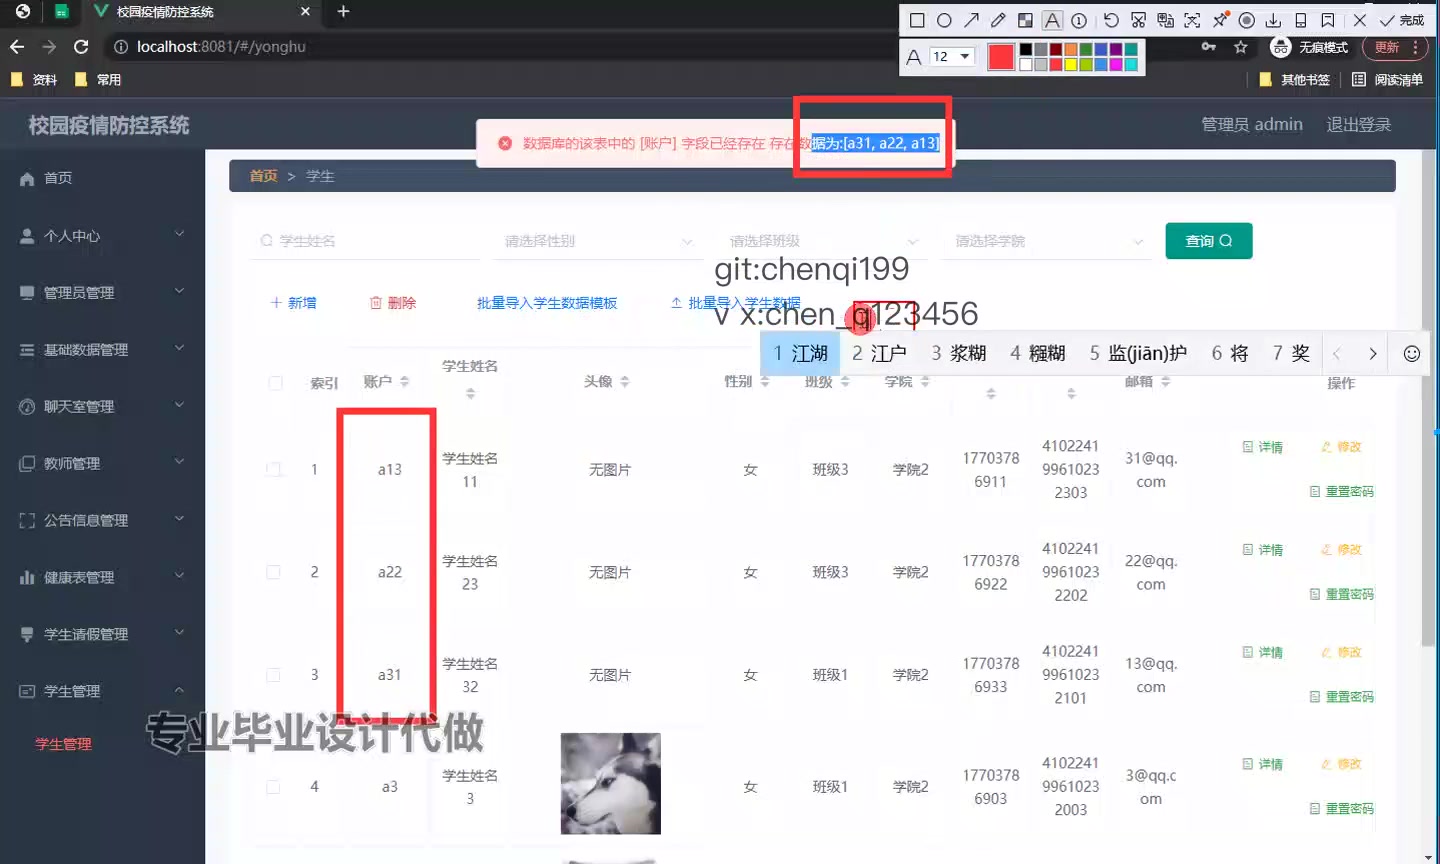 校园疫情防控系统
localhost:8081/#/yonghu
无痕模式
更新
完成
A 12
资料
常用
其他书签
阅读清单
校园疫情防控系统
管理员 admin
退出登录
数据库的该表中的 [账户] 字段已经存在 存在数据为:[a31, a22, a13]
首页 > 学生
首页
个人中心
管理员管理
基础数据管理
聊天室管理
教师管理
公告信息管理
健康表管理
学生请假管理
学生管理
学生管理
学生姓名
请选择性别
请选择班级
请选择学院
查询
git:chenqi199
v x:chen_q123456
新增
删除
批量导入学生数据模板
批量导入学生数据
1 江湖 2 江户 3 浆糊 4 糨糊 5 监(jiān)护 6 将 7 奖
索引 账户 学生姓名 头像 性别 班级 学院 邮箱 操作
1 a13 学生姓名11 无图片 女 班级3 学院2 17703786911 410224199610232303 31@qq.com 详情 修改 重置密码
2 a22 学生姓名23 无图片 女 班级3 学院2 17703786922 410224199610232202 22@qq.com 详情 修改 重置密码
3 a31 学生姓名32 无图片 女 班级1 学院2 17703786933 410224199610232101 13@qq.com 详情 修改 重置密码
4 a3 学生姓名3 女 班级1 学院2 17703786903 410224199610232003 3@qq.com 详情 修改 重置密码
专业毕业设计代做